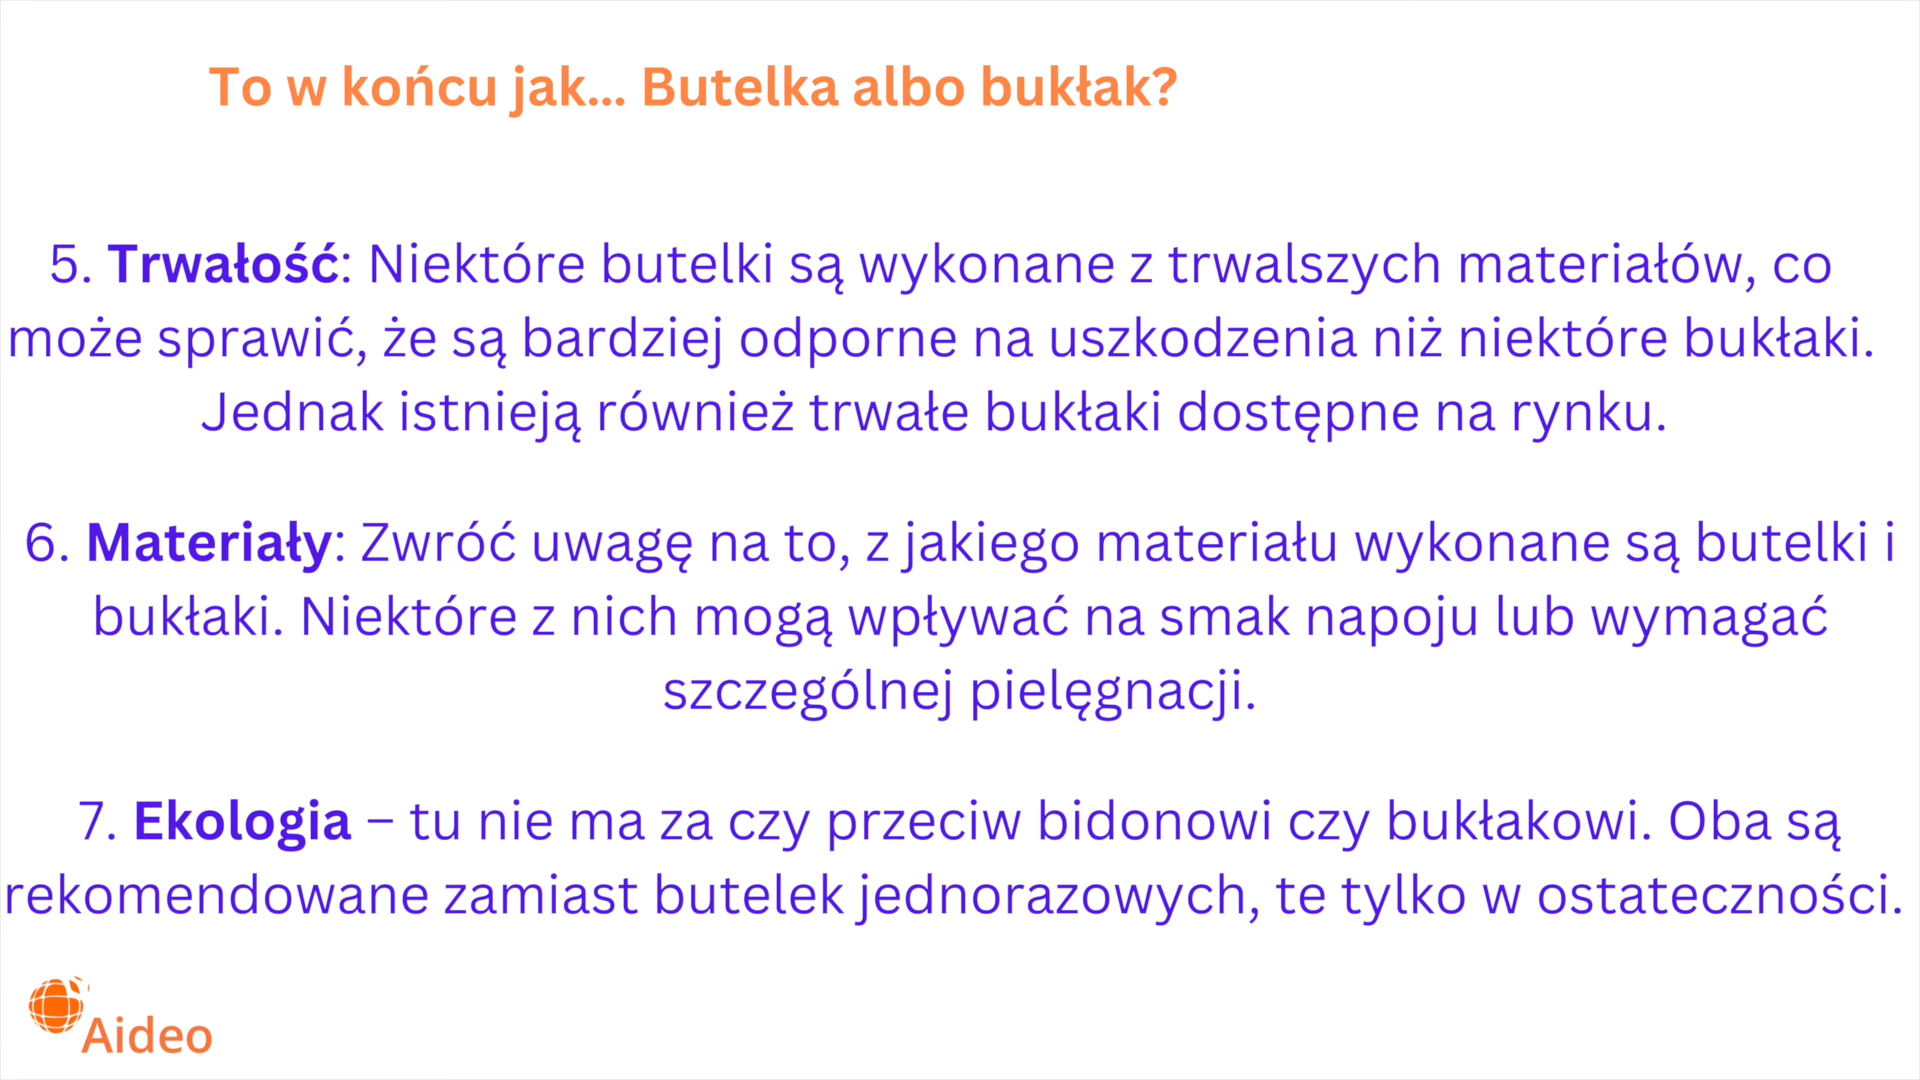 To w końcu jak... Butelka albo bukłak?
5. Trwałość: Niektóre butelki są wykonane z trwalszych materiałów, co
może sprawić, że są bardziej odporne na uszkodzenia niż niektóre bukłaki.
Jednak istnieją również trwałe bukłaki dostępne na rynku.
6. Materiały: Zwróć uwagę na to, z jakiego materiału wykonane są butelki i
bukłaki. Niektóre z nich mogą wpływać na smak napoju lub wymagać
szczególnej pielęgnacji.
7. Ekologia – tu nie ma za czy przeciw bidonowi czy bukłakowi. Oba są
rekomendowane zamiast butelek jednorazowych, te tylko w ostateczności.
Aideo